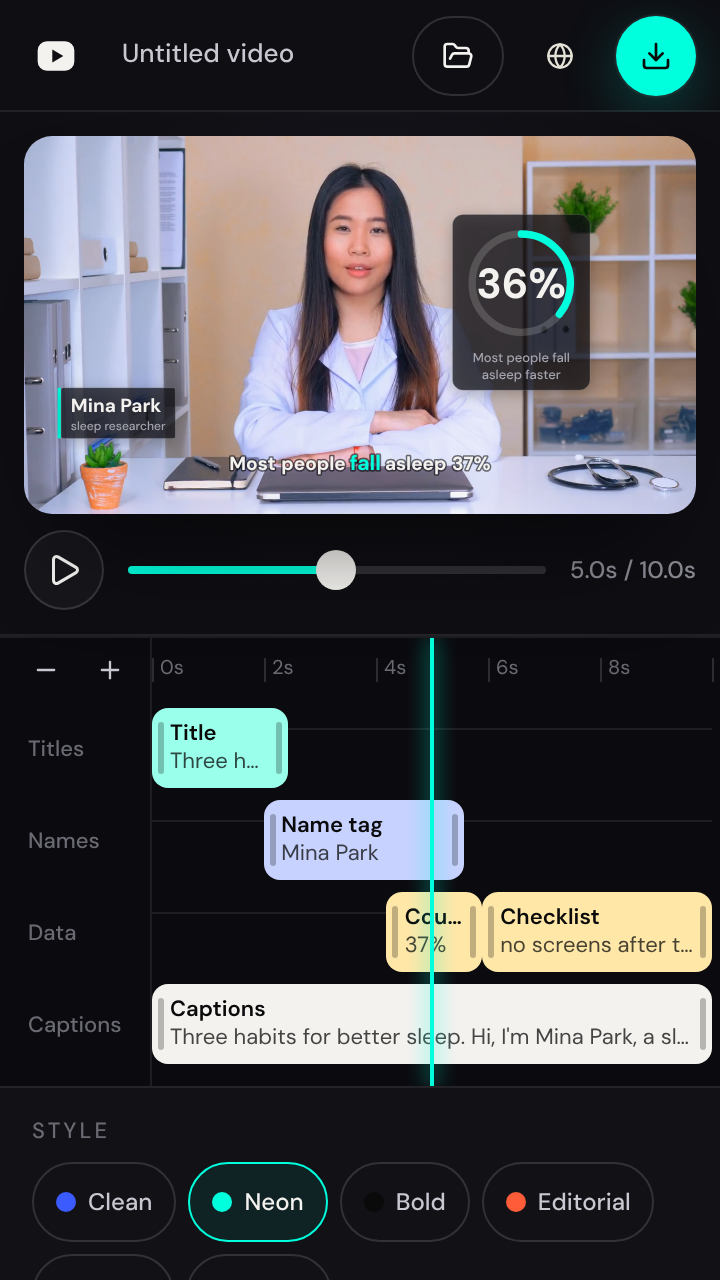 Untitled video
36%
Most people fall
asleep faster
Mina Park
sleep researcher
Most people fall asleep 37%
5.0s / 10.0s
0s 2s 4s 6s 8s
Titles
Title
Three h...
Names
Name tag
Mina Park
Data
Cou...
37%
Checklist
no screens after t...
Captions
Captions
Three habits for better sleep. Hi, I'm Mina Park, a sl...
STYLE
Clean
Neon
Bold
Editorial